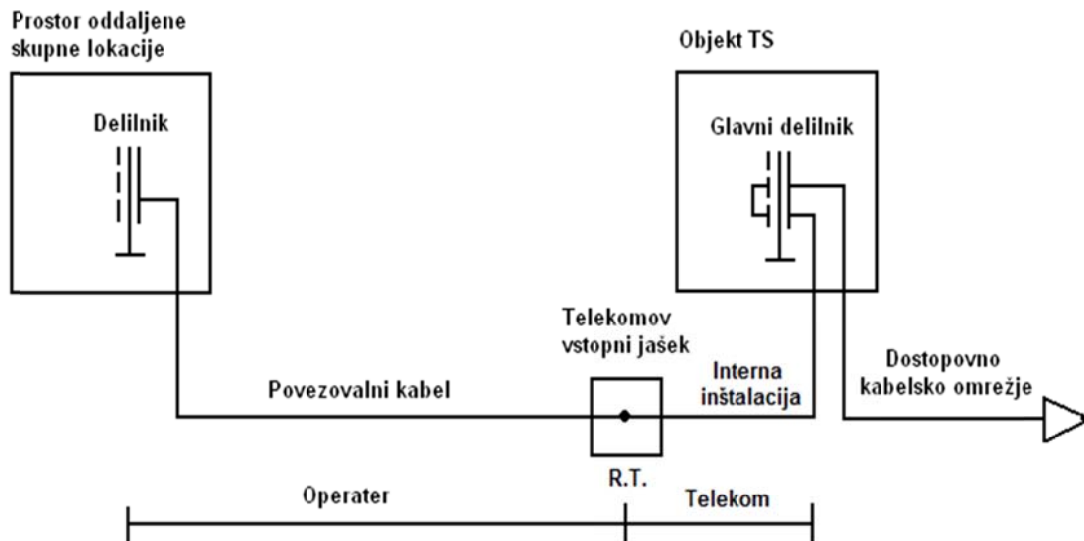 Prostor oddaljene
skupne lokacije
Objekt TS
Delilnik
Glavni delilnik
Telekomov
vstopni jašek
Povezovalni kabel
Interna
inštalacija
Dostopovno
kabelsko omrežje
R.T.
Operater
Telekom